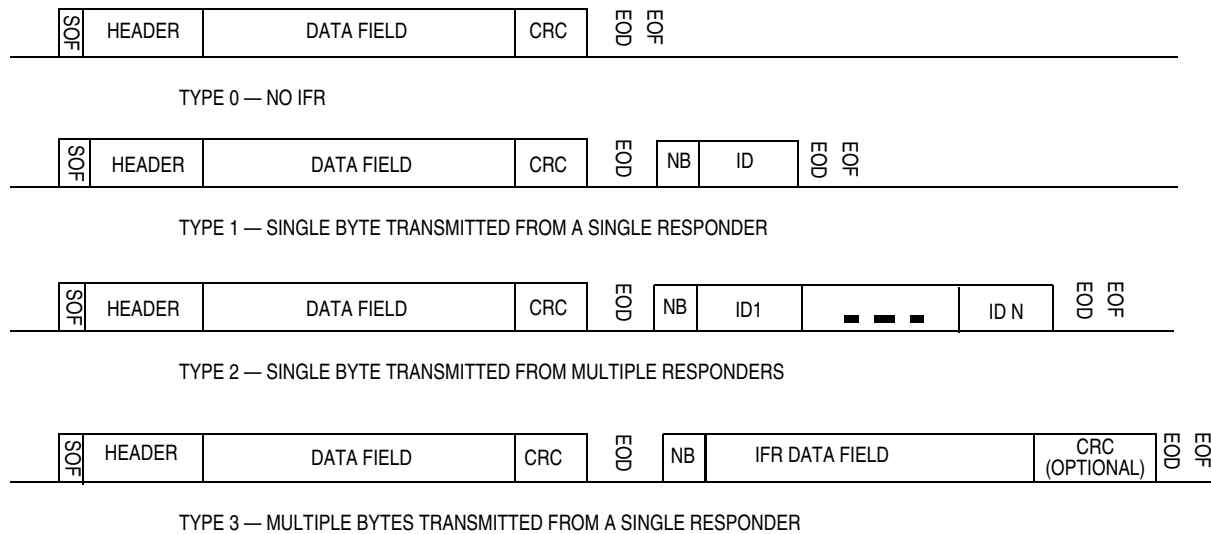 SOF HEADER DATA FIELD CRC EOD EOF
TYPE 0 — NO IFR
SOF HEADER DATA FIELD CRC EOD NB ID EOD EOF
TYPE 1 — SINGLE BYTE TRANSMITTED FROM A SINGLE RESPONDER
SOF HEADER DATA FIELD CRC EOD NB ID1 ID N EOD EOF
TYPE 2 — SINGLE BYTE TRANSMITTED FROM MULTIPLE RESPONDERS
SOF HEADER DATA FIELD CRC EOD NB IFR DATA FIELD CRC (OPTIONAL) EOD EOF
TYPE 3 — MULTIPLE BYTES TRANSMITTED FROM A SINGLE RESPONDER